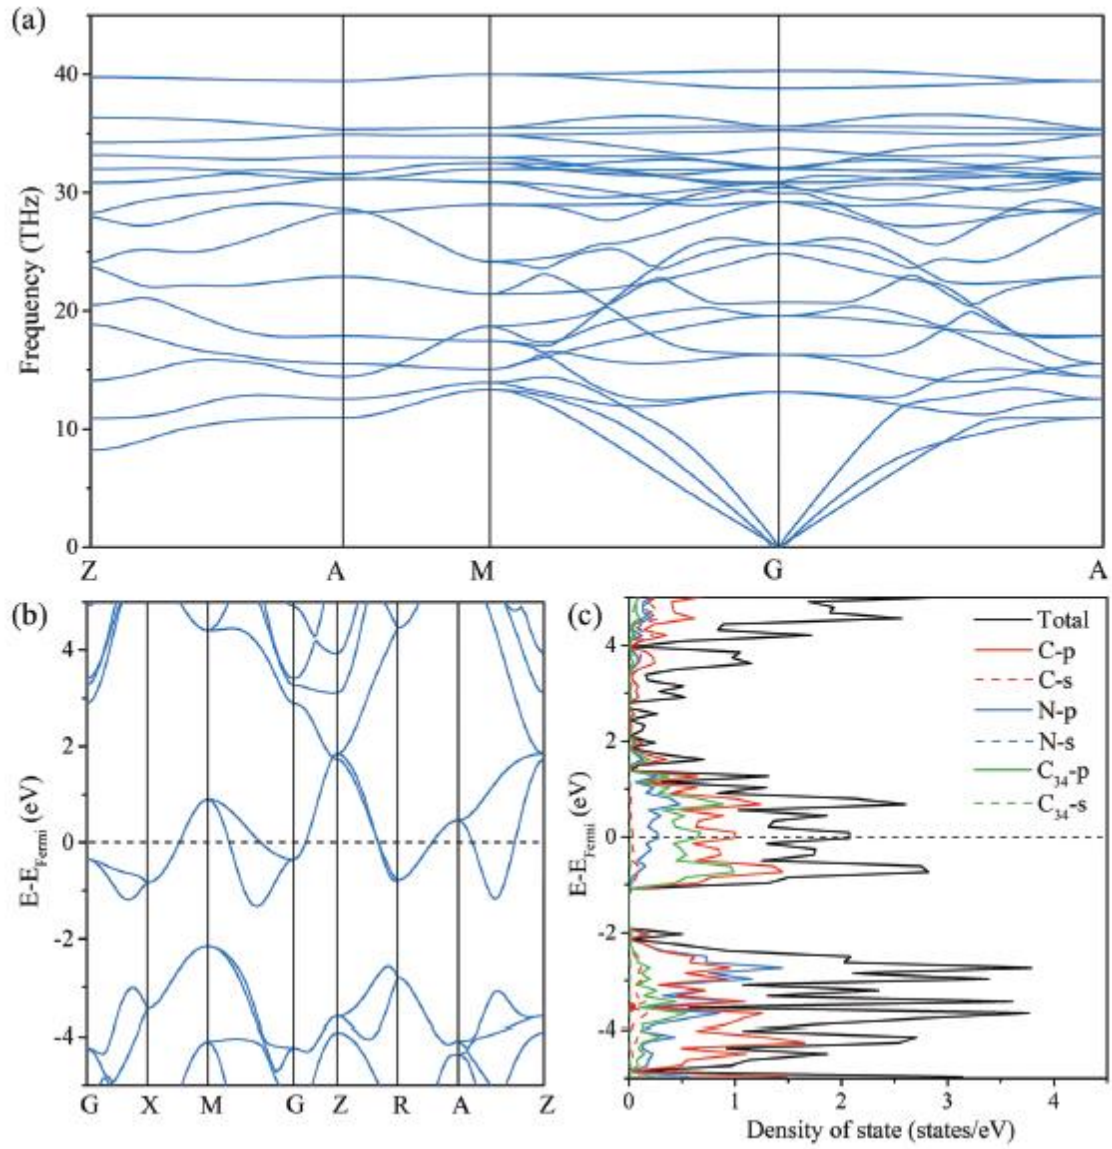 (a)
Frequency (THz)
40
30
20
10
0
Z A M G A
(b)
E-E_Fermi (eV)
4
2
0
-2
-4
G X M G Z R A Z
(c)
E-E_Fermi (eV)
4
2
0
-2
-4
Total
C-p
C-s
N-p
N-s
C₃₄-p
C₃₄-s
0 1 2 3 4
Density of state (states/eV)